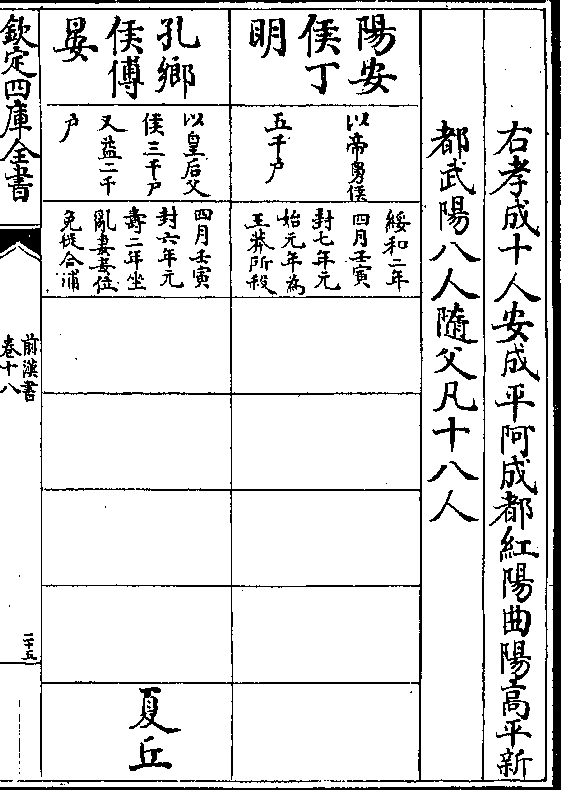 右孝成十人安成平阿成都紅陽曲陽高平新
都武陽八人隨父凡十八人
陽安
侯丁
明
以帝舅侯
五千户
綏和二年
四月壬寅
封七年元
始元年為
王莽所殺
孔鄉
侯傅
晏
以皇后父
侯三千户
又益二千
户
四月壬寅
封六年元
壽二年坐
亂妻妾位
免徙合浦
夏丘
欽定四庫全書
前漢書
卷十八
二十五